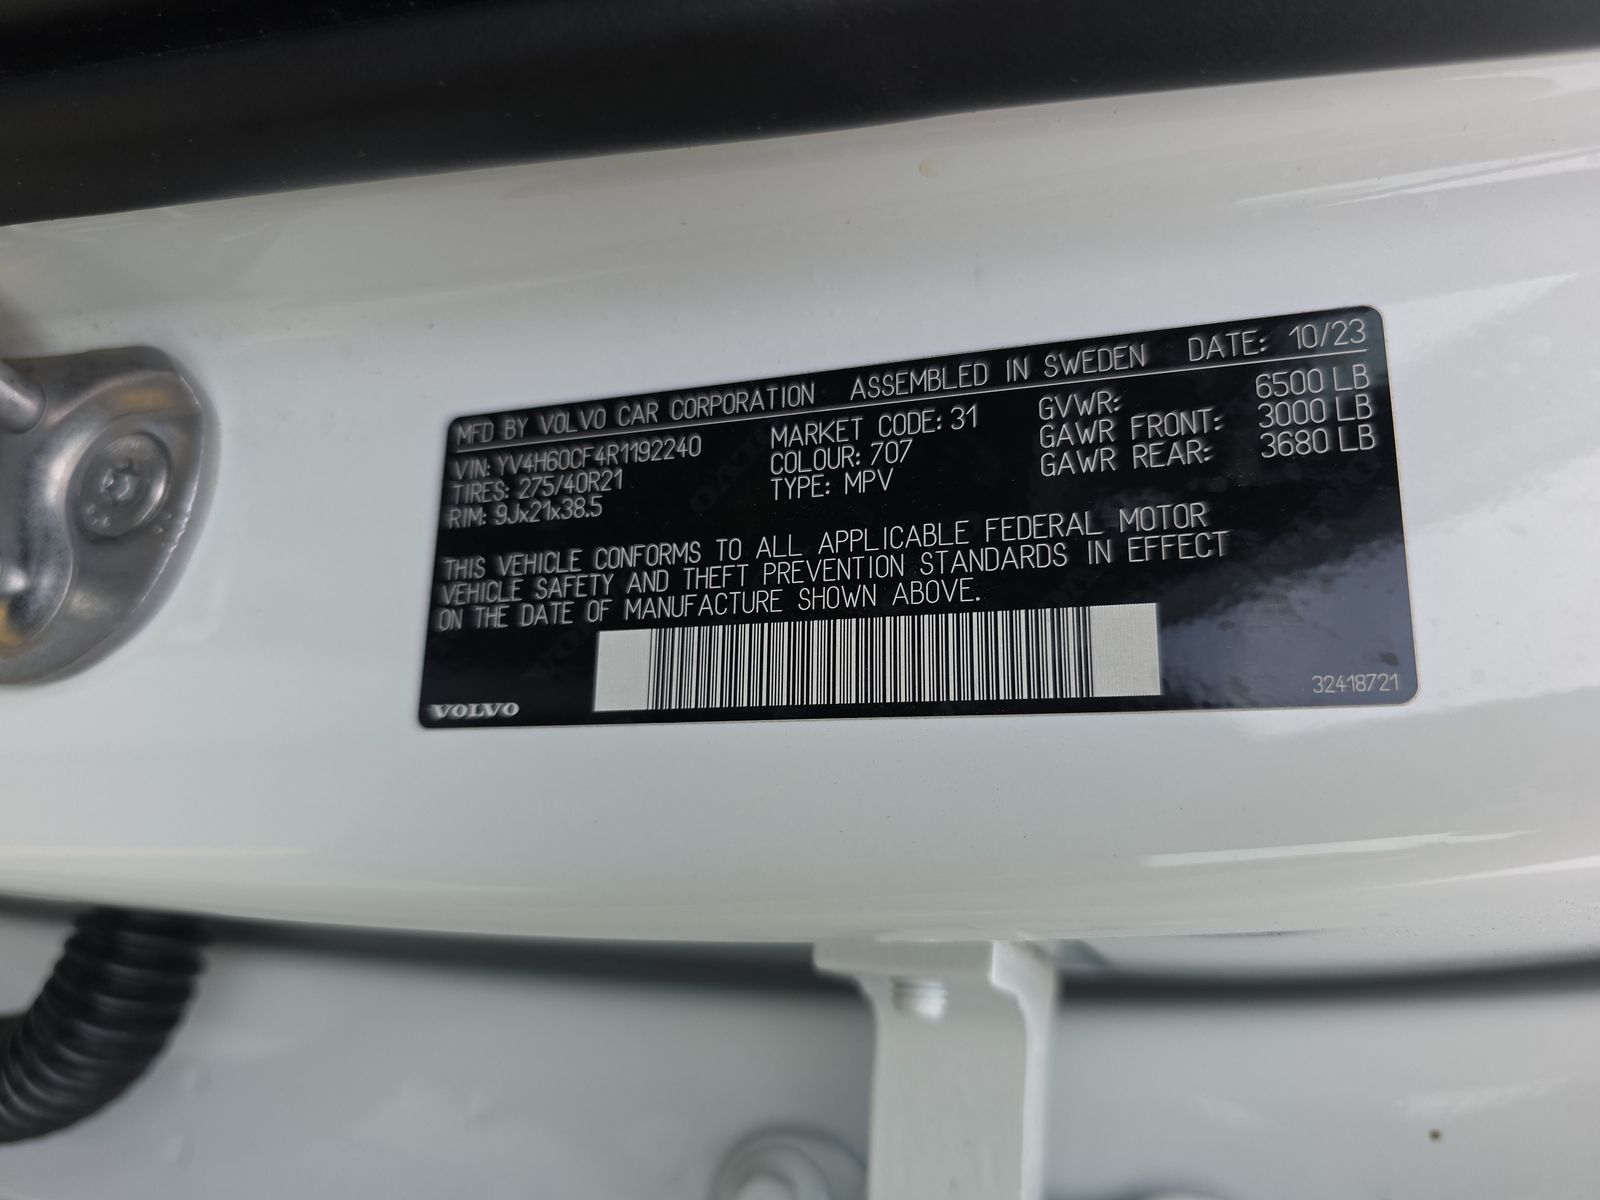 MFD BY VOLVO CAR CORPORATION ASSEMBLED IN SWEDEN DATE: 10/23
VIN: YV4H60CF4R1192240 MARKET CODE: 31 GVWR: 6500 LB
TIRES: 275/40R21 COLOUR: 707 GAWR FRONT: 3000 LB
RIM: 9Jx21x38.5 TYPE: MPV GAWR REAR: 3680 LB
THIS VEHICLE CONFORMS TO ALL APPLICABLE FEDERAL MOTOR
VEHICLE SAFETY AND THEFT PREVENTION STANDARDS IN EFFECT
ON THE DATE OF MANUFACTURE SHOWN ABOVE.
VOLVO 32418721